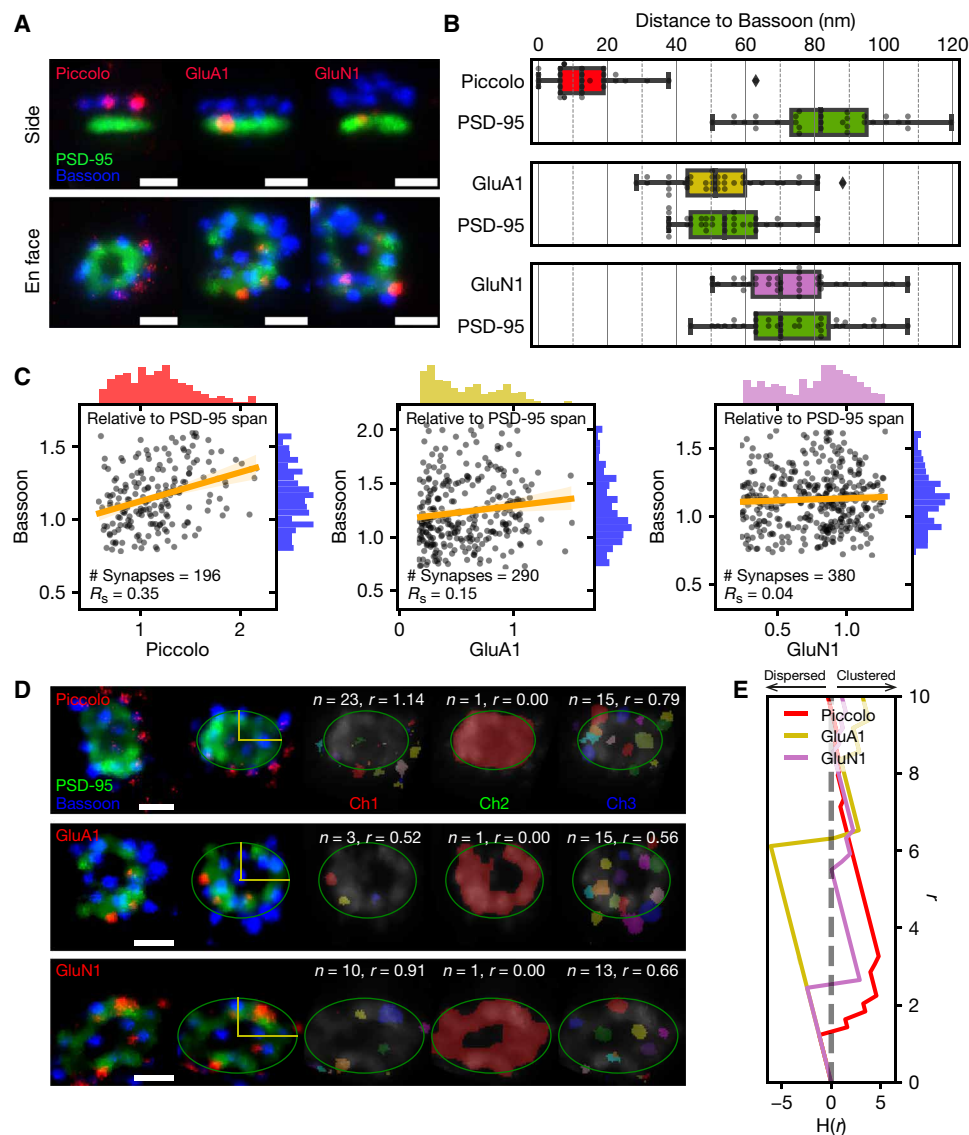 A
Piccolo GluA1 GluN1
Side
PSD-95
Bassoon
En face
B
Distance to Bassoon (nm)
0 20 40 60 80 100 120
Piccolo
PSD-95
GluA1
PSD-95
GluN1
PSD-95
C
Relative to PSD-95 span
Bassoon
1.5
1.0
0.5
# Synapses = 196
Rs = 0.35
1 2
Piccolo
Relative to PSD-95 span
Bassoon
2.0
1.5
1.0
0.5
# Synapses = 290
Rs = 0.15
0 1
GluA1
Relative to PSD-95 span
Bassoon
1.5
1.0
0.5
# Synapses = 380
Rs = 0.04
0.5 1.0
GluN1
D
Piccolo
n = 23, r = 1.14 n = 1, r = 0.00 n = 15, r = 0.79
PSD-95
Bassoon
Ch1 Ch2 Ch3
GluA1
n = 3, r = 0.52 n = 1, r = 0.00 n = 15, r = 0.56
GluN1
n = 10, r = 0.91 n = 1, r = 0.00 n = 13, r = 0.66
E
Dispersed Clustered
Piccolo
GluA1
GluN1
10
8
6
4
2
0
r
−5 0 5
H(r)